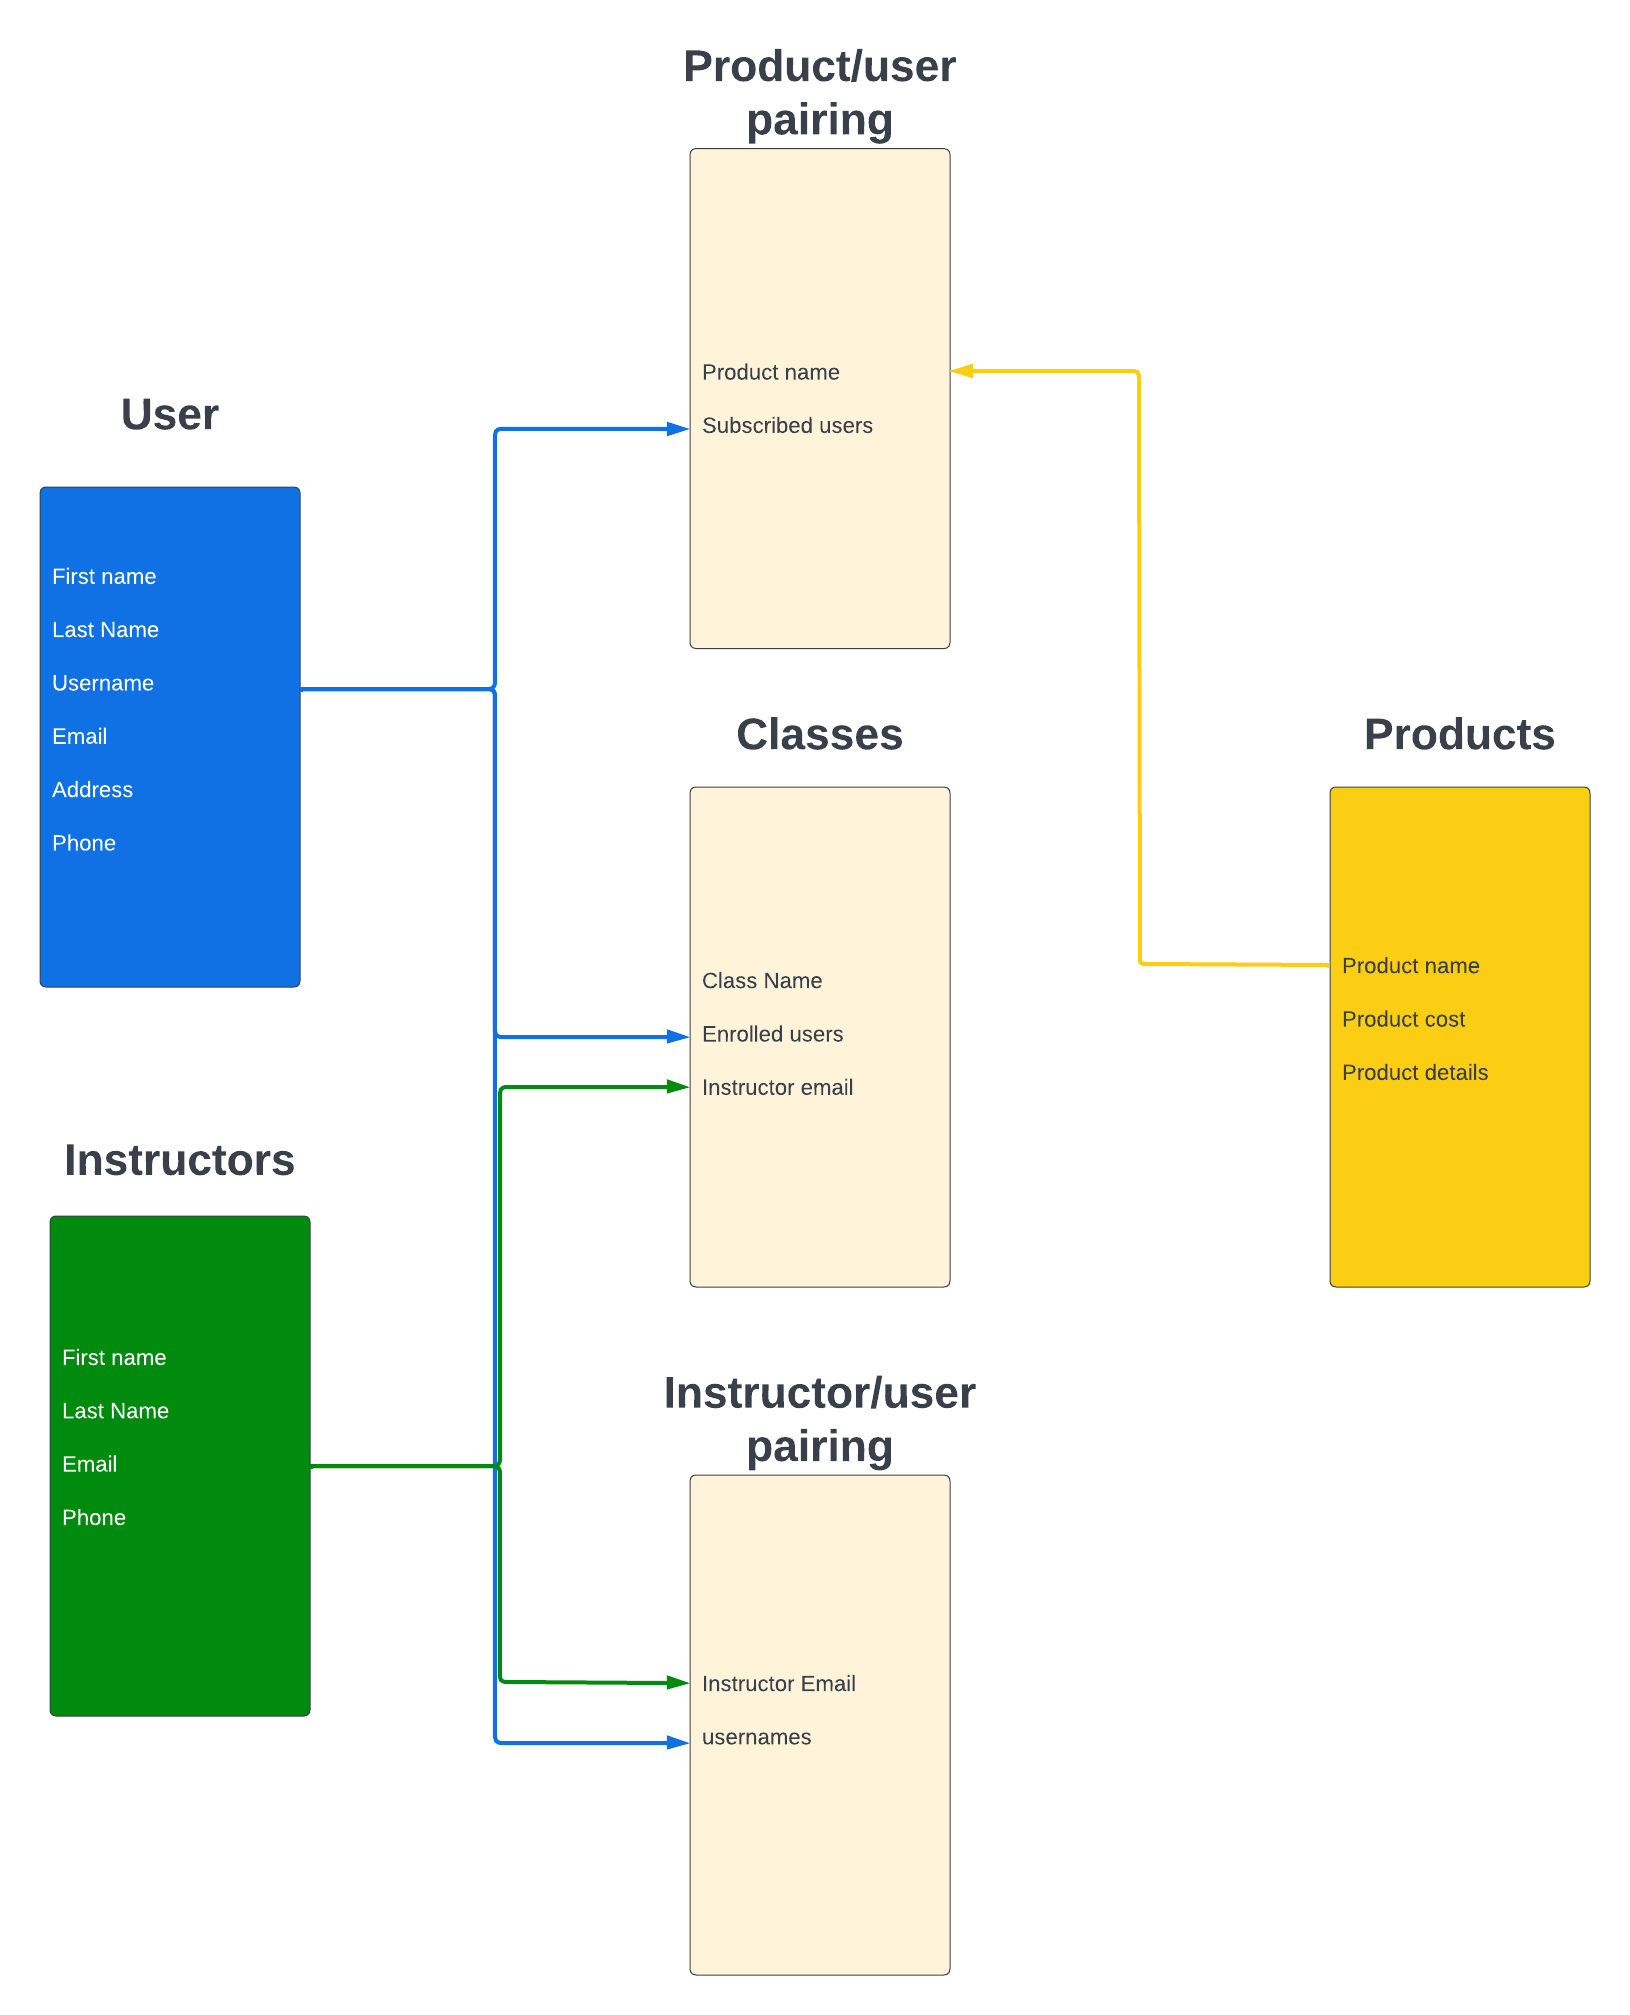 Product/user
pairing
Product name
Subscribed users
User
First name
Last Name
Username
Email
Address
Phone
Classes
Class Name
Enrolled users
Instructor email
Products
Product name
Product cost
Product details
Instructors
First name
Last Name
Email
Phone
Instructor/user
pairing
Instructor Email
usernames